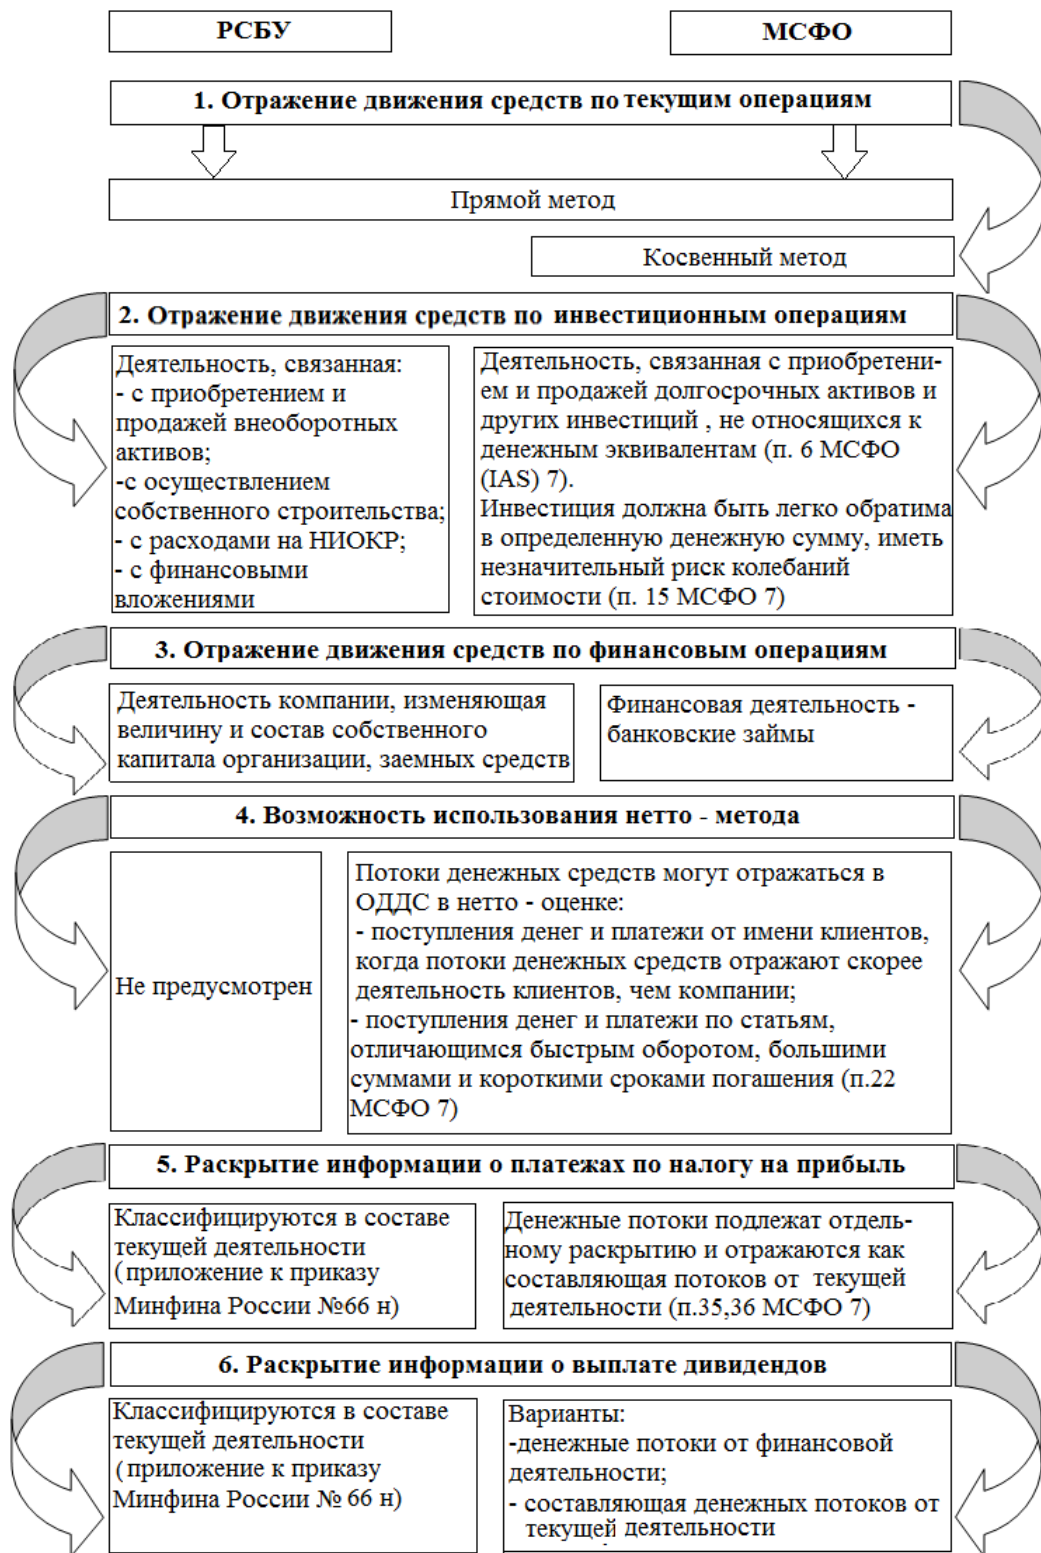 РСБУ
МСФО
1. Отражение движения средств по текущим операциям
Прямой метод
Косвенный метод
2. Отражение движения средств по инвестиционным операциям
Деятельность, связанная:
- с приобретением и
продажей внеоборотных
активов;
-с осуществлением
собственного строительства;
- с расходами на НИОКР;
- с финансовыми
вложениями
Деятельность, связанная с приобретени-
ем и продажей долгосрочных активов и
других инвестиций , не относящихся к
денежным эквивалентам (п. 6 МСФО
(IAS) 7).
Инвестиция должна быть легко обратима
в определенную денежную сумму, иметь
незначительный риск колебаний
стоимости (п. 15 МСФО 7)
3. Отражение движения средств по финансовым операциям
Деятельность компании, изменяющая
величину и состав собственного
капитала организации, заемных средств
Финансовая деятельность -
банковские займы
4. Возможность использования нетто - метода
Не предусмотрен
Потоки денежных средств могут отражаться в
ОДДС в нетто - оценке:
- поступления денег и платежи от имени клиентов,
когда потоки денежных средств отражают скорее
деятельность клиентов, чем компании;
- поступления денег и платежи по статьям,
отличающимся быстрым оборотом, большими
суммами и короткими сроками погашения (п.22
МСФО 7)
5. Раскрытие информации о платежах по налогу на прибыль
Классифицируются в составе
текущей деятельности
(приложение к приказу
Минфина России №66 н)
Денежные потоки подлежат отдель-
ному раскрытию и отражаются как
составляющая потоков от текущей
деятельности (п.35,36 МСФО 7)
6. Раскрытие информации о выплате дивидендов
Классифицируются в составе
текущей деятельности
(приложение к приказу
Минфина России № 66 н)
Варианты:
-денежные потоки от финансовой
деятельности;
- составляющая денежных потоков от
текущей деятельности